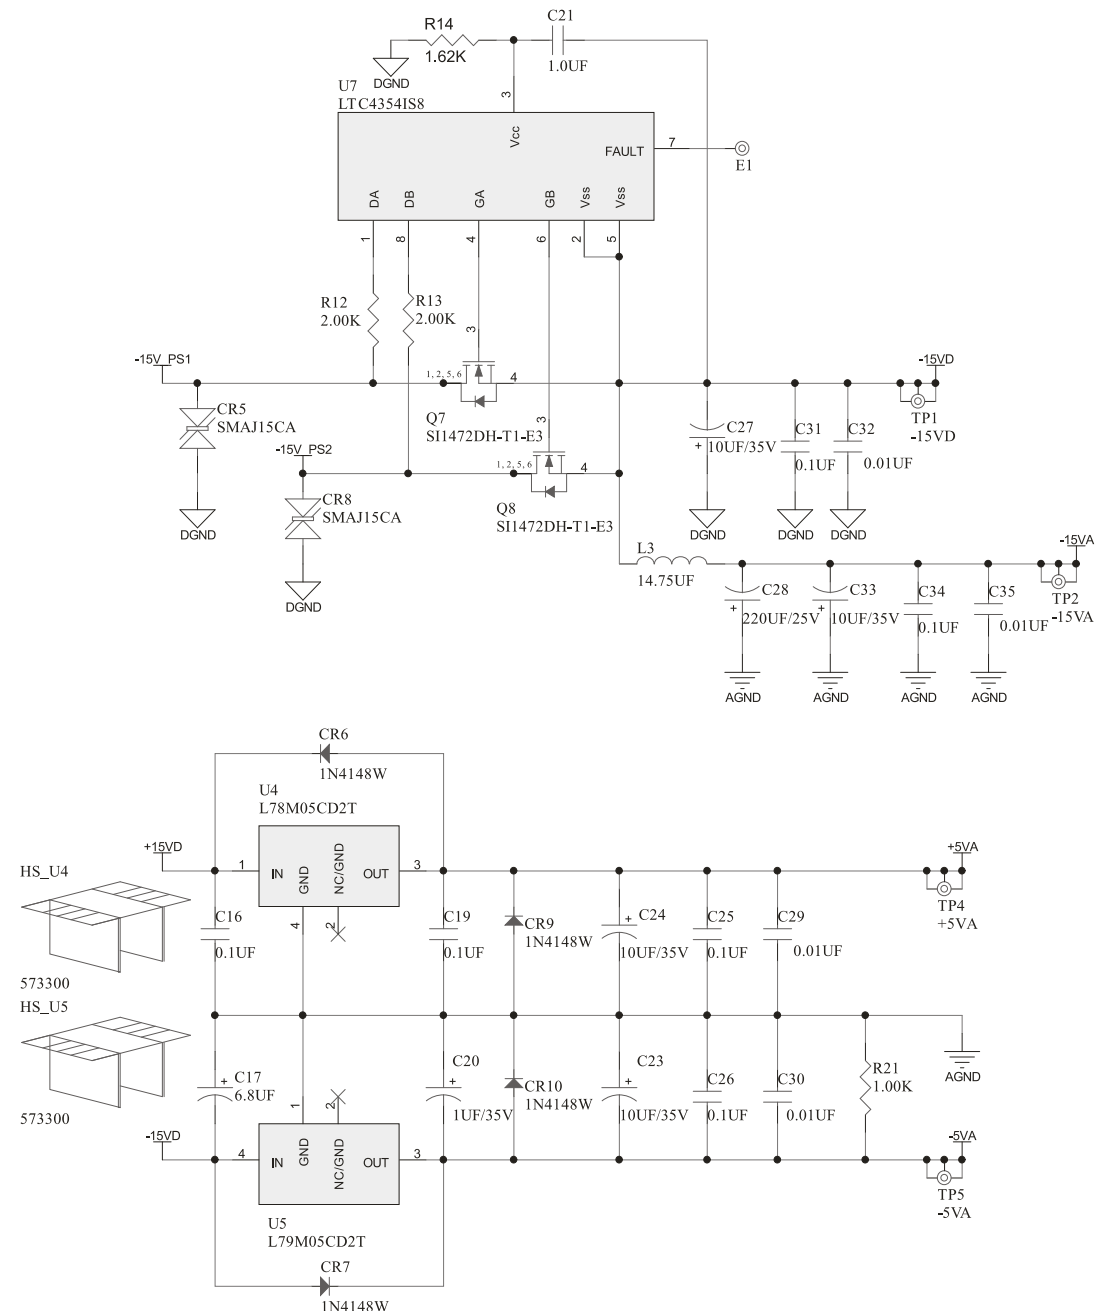 R14
1.62K
C21
1.0UF
DGND
U7
LTC4354IS8
3
Vcc
FAULT
7
E1
DA
DB
GA
GB
Vss
Vss
1
8
4
6
2
5
R12
2.00K
R13
2.00K
3
-15V_PS1
1, 2, 5, 6
4
-15VD
CR5
SMAJ15CA
Q7
SI1472DH-T1-E3
TP1
-15VD
C27
10UF/35V
+
C31
0.1UF
C32
0.01UF
3
-15V_PS2
1, 2, 5, 6
4
CR8
SMAJ15CA
Q8
SI1472DH-T1-E3
DGND
DGND
DGND
DGND
DGND
L3
14.75UF
-15VA
C28
220UF/25V
+
C33
10UF/35V
+
C34
0.1UF
C35
0.01UF
TP2
-15VA
AGND
AGND
AGND
AGND
CR6
1N4148W
U4
L78M05CD2T
+15VD
1
IN
GND
NC/GND
OUT
3
4
2
+5VA
TP4
+5VA
HS_U4
573300
C16
0.1UF
C19
0.1UF
CR9
1N4148W
C24
10UF/35V
+
C25
0.1UF
C29
0.01UF
HS_U5
573300
C17
6.8UF
+
C20
1UF/35V
+
CR10
1N4148W
C23
10UF/35V
+
C26
0.1UF
C30
0.01UF
R21
1.00K
AGND
1
2
-15VD
4
IN
GND
NC/GND
OUT
3
-5VA
TP5
-5VA
U5
L79M05CD2T
CR7
1N4148W